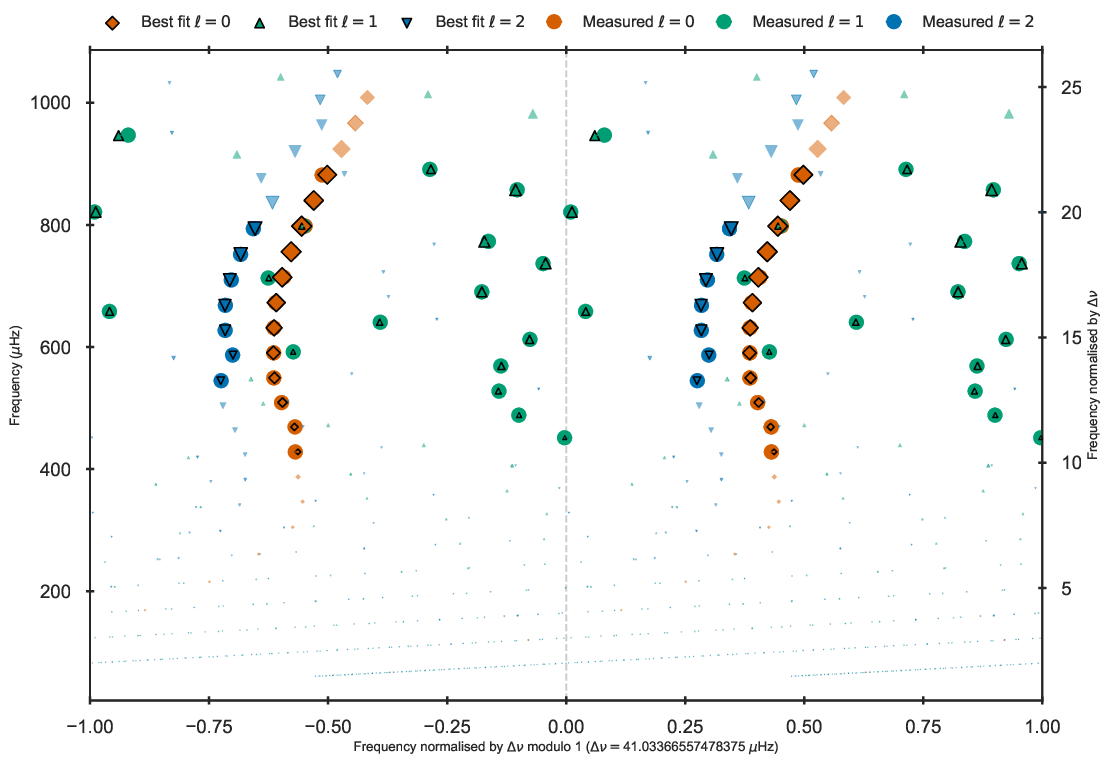 Best fit ℓ = 0 Best fit ℓ = 1 Best fit ℓ = 2 Measured ℓ = 0 Measured ℓ = 1 Measured ℓ = 2
1000
800
600
400
200
Frequency (μHz)
25
20
15
10
5
Frequency normalised by Δν
−1.00 −0.75 −0.50 −0.25 0.00 0.25 0.50 0.75 1.00
Frequency normalised by Δν modulo 1 (Δν = 41.03366557478375 μHz)